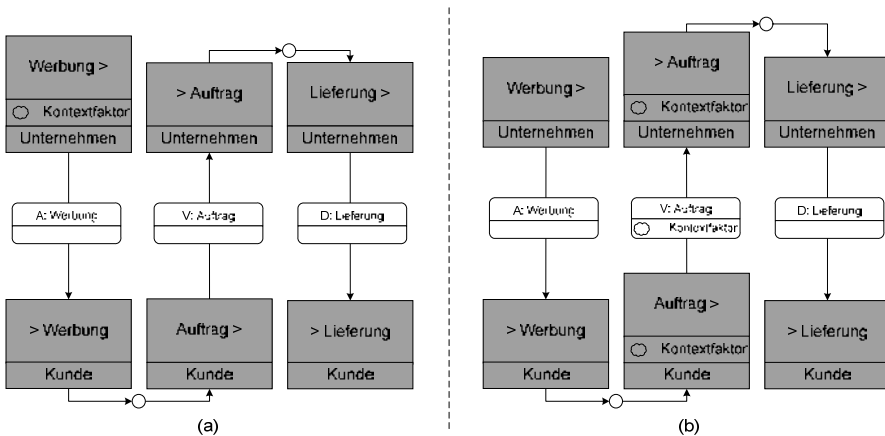 Werbung >
Kontextfaktor
Unternehmen
> Auftrag
Unternehmen
Lieferung >
Unternehmen
A: Werbung
V: Auftrag
D: Lieferung
> Werbung
Kunde
Auftrag >
Kunde
> Lieferung
Kunde
(a)
Werbung >
Unternehmen
> Auftrag
Kontextfaktor
Unternehmen
Lieferung >
Unternehmen
A: Werbung
V: Auftrag
Kontextfaktor
D: Lieferung
> Werbung
Kunde
Auftrag >
Kontextfaktor
Kunde
> Lieferung
Kunde
(b)